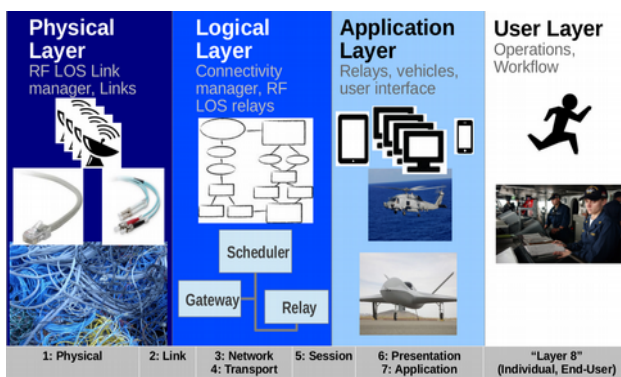 Physical
Layer
RF LOS Link
manager, Links
Logical
Layer
Connectivity
manager, RF
LOS relays
Scheduler
Gateway
Relay
Application
Layer
Relays, vehicles,
user interface
User Layer
Operations,
Workflow
1: Physical
2: Link
3: Network
4: Transport
5: Session
6: Presentation
7: Application
“Layer 8”
(Individual, End-User)